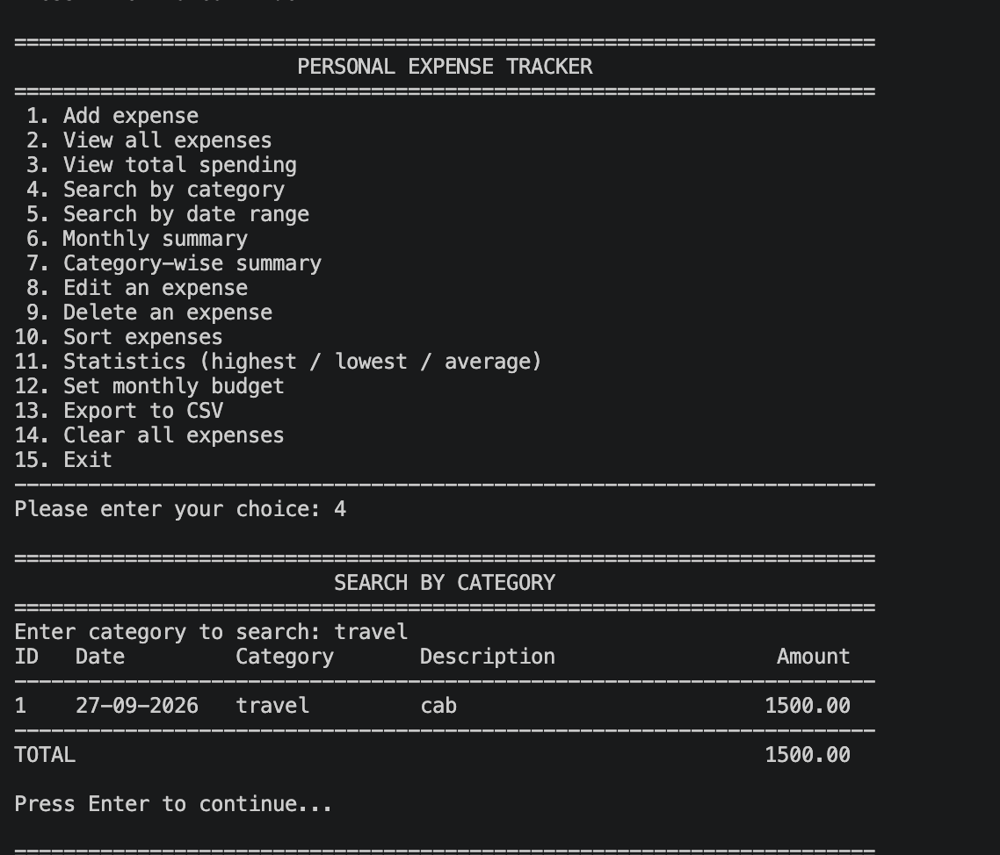 ======================================================================
PERSONAL EXPENSE TRACKER
======================================================================
1. Add expense
2. View all expenses
3. View total spending
4. Search by category
5. Search by date range
6. Monthly summary
7. Category-wise summary
8. Edit an expense
9. Delete an expense
10. Sort expenses
11. Statistics (highest / lowest / average)
12. Set monthly budget
13. Export to CSV
14. Clear all expenses
15. Exit
----------------------------------------------------------------------
Please enter your choice: 4
======================================================================
SEARCH BY CATEGORY
======================================================================
Enter category to search: travel
ID   Date         Category       Description                  Amount
----------------------------------------------------------------------
1    27-09-2026   travel         cab                         1500.00
----------------------------------------------------------------------
TOTAL                                                        1500.00
Press Enter to continue...
======================================================================